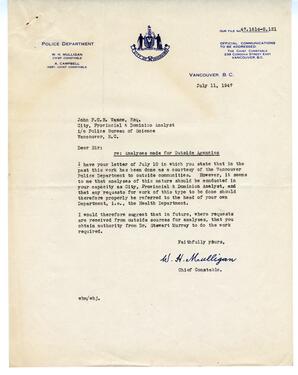 POLICE DEPARTMENT
W. H. MULLIGAN
CHIEF CONSTABLE
A. CAMPBELL
ASST. CHIEF CONSTABLE
OUR FILE
OFFICIAL COMMUNICATIONS
TO BE ADDRESSED:
THE CHIEF CONSTABLE
VANCOUVER, B.C.
VANCOUVER, B.C.
July 11, 1947
John F.C.B. Vance, Esq.
City, Provincial & Dominion Analyst
i/c Police Bureau of Science
Vancouver, B.C.
Dear Sir:
re: Analyses made for Outside Agencies
I have your letter of July 10 in which you state that in the
past this work has been done as a courtesy of the Vancouver
Police Department to outside communities. However, it seems to
me that analyses of this nature should be conducted in
your capacity as City, Provincial & Dominion Analyst, and
that any requests for work of this type to be done should
therefore properly be referred to the head of your own
Department, i.e., the Health Department.
I would therefore suggest that in future, where requests
are received from outside sources for analyses, that you
obtain authority from Dr. Stewart Murray to do the work
required.
Faithfully yours,
W. H. Mulligan
Chief Constable.
whm/whj.